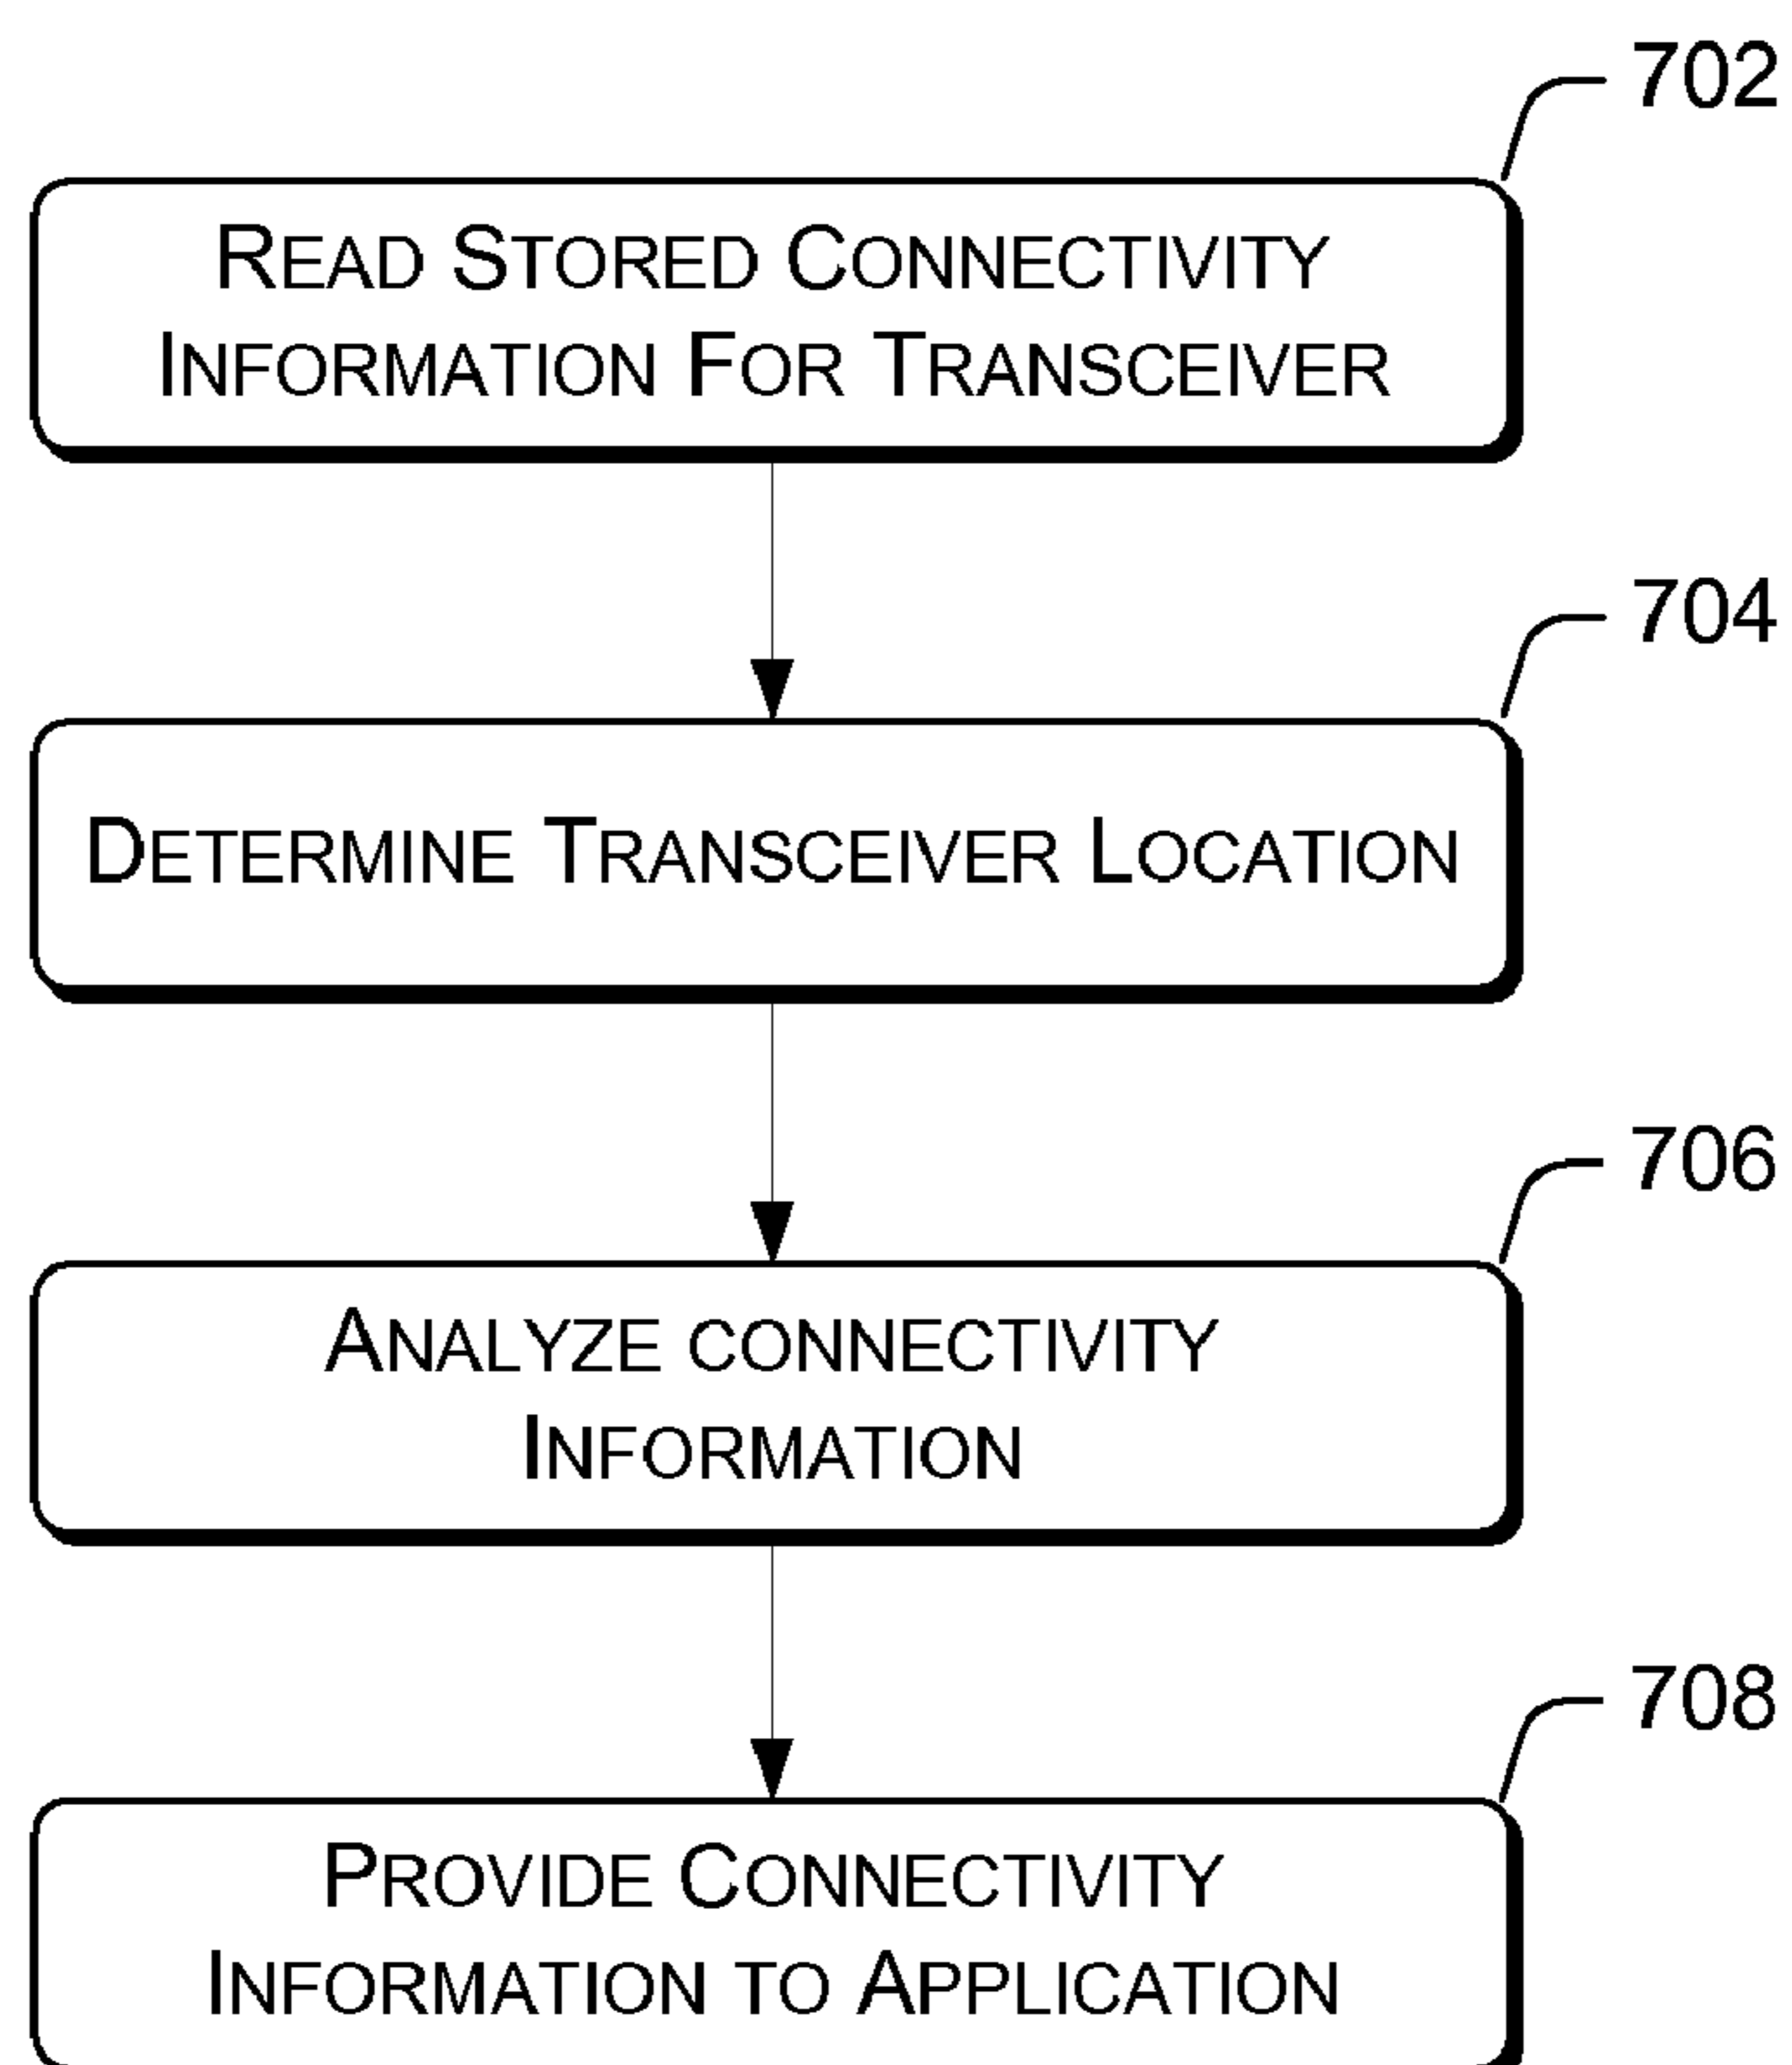 702
READ STORED CONNECTIVITY
INFORMATION FOR TRANSCEIVER
704
DETERMINE TRANSCEIVER LOCATION
706
ANALYZE CONNECTIVITY
INFORMATION
708
PROVIDE CONNECTIVITY
INFORMATION TO APPLICATION